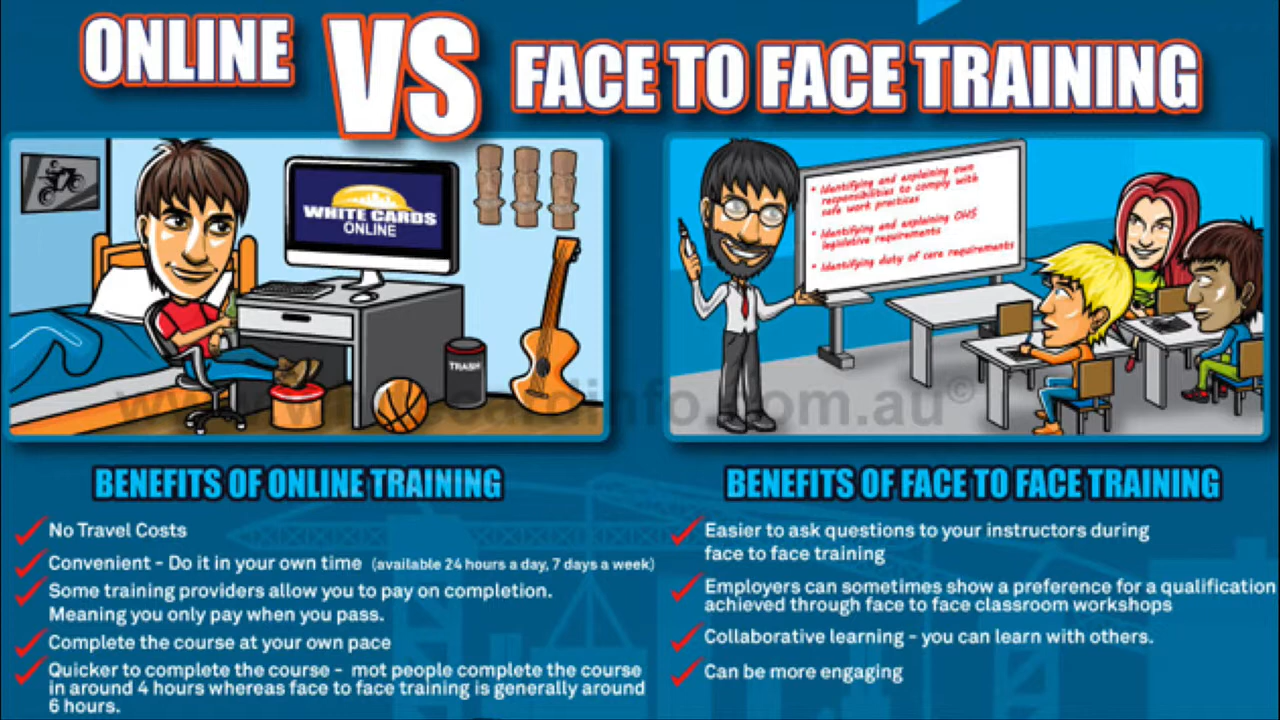 ONLINE VS FACE TO FACE TRAINING
WHITE CARDS
ONLINE
TRASH
• Identifying and explaining own
responsibilities to comply with
safe work practices
• Identifying and explaining OHS
legislative requirements
• Identifying duty of care requirements
www.whitecardinfo.com.au©
BENEFITS OF ONLINE TRAINING
No Travel Costs
Convenient - Do it in your own time (available 24 hours a day, 7 days a week)
Some training providers allow you to pay on completion.
Meaning you only pay when you pass.
Complete the course at your own pace
Quicker to complete the course - mot people complete the course
in around 4 hours whereas face to face training is generally around
6 hours.
BENEFITS OF FACE TO FACE TRAINING
Easier to ask questions to your instructors during
face to face training
Employers can sometimes show a preference for a qualification
achieved through face to face classroom workshops
Collaborative learning - you can learn with others.
Can be more engaging